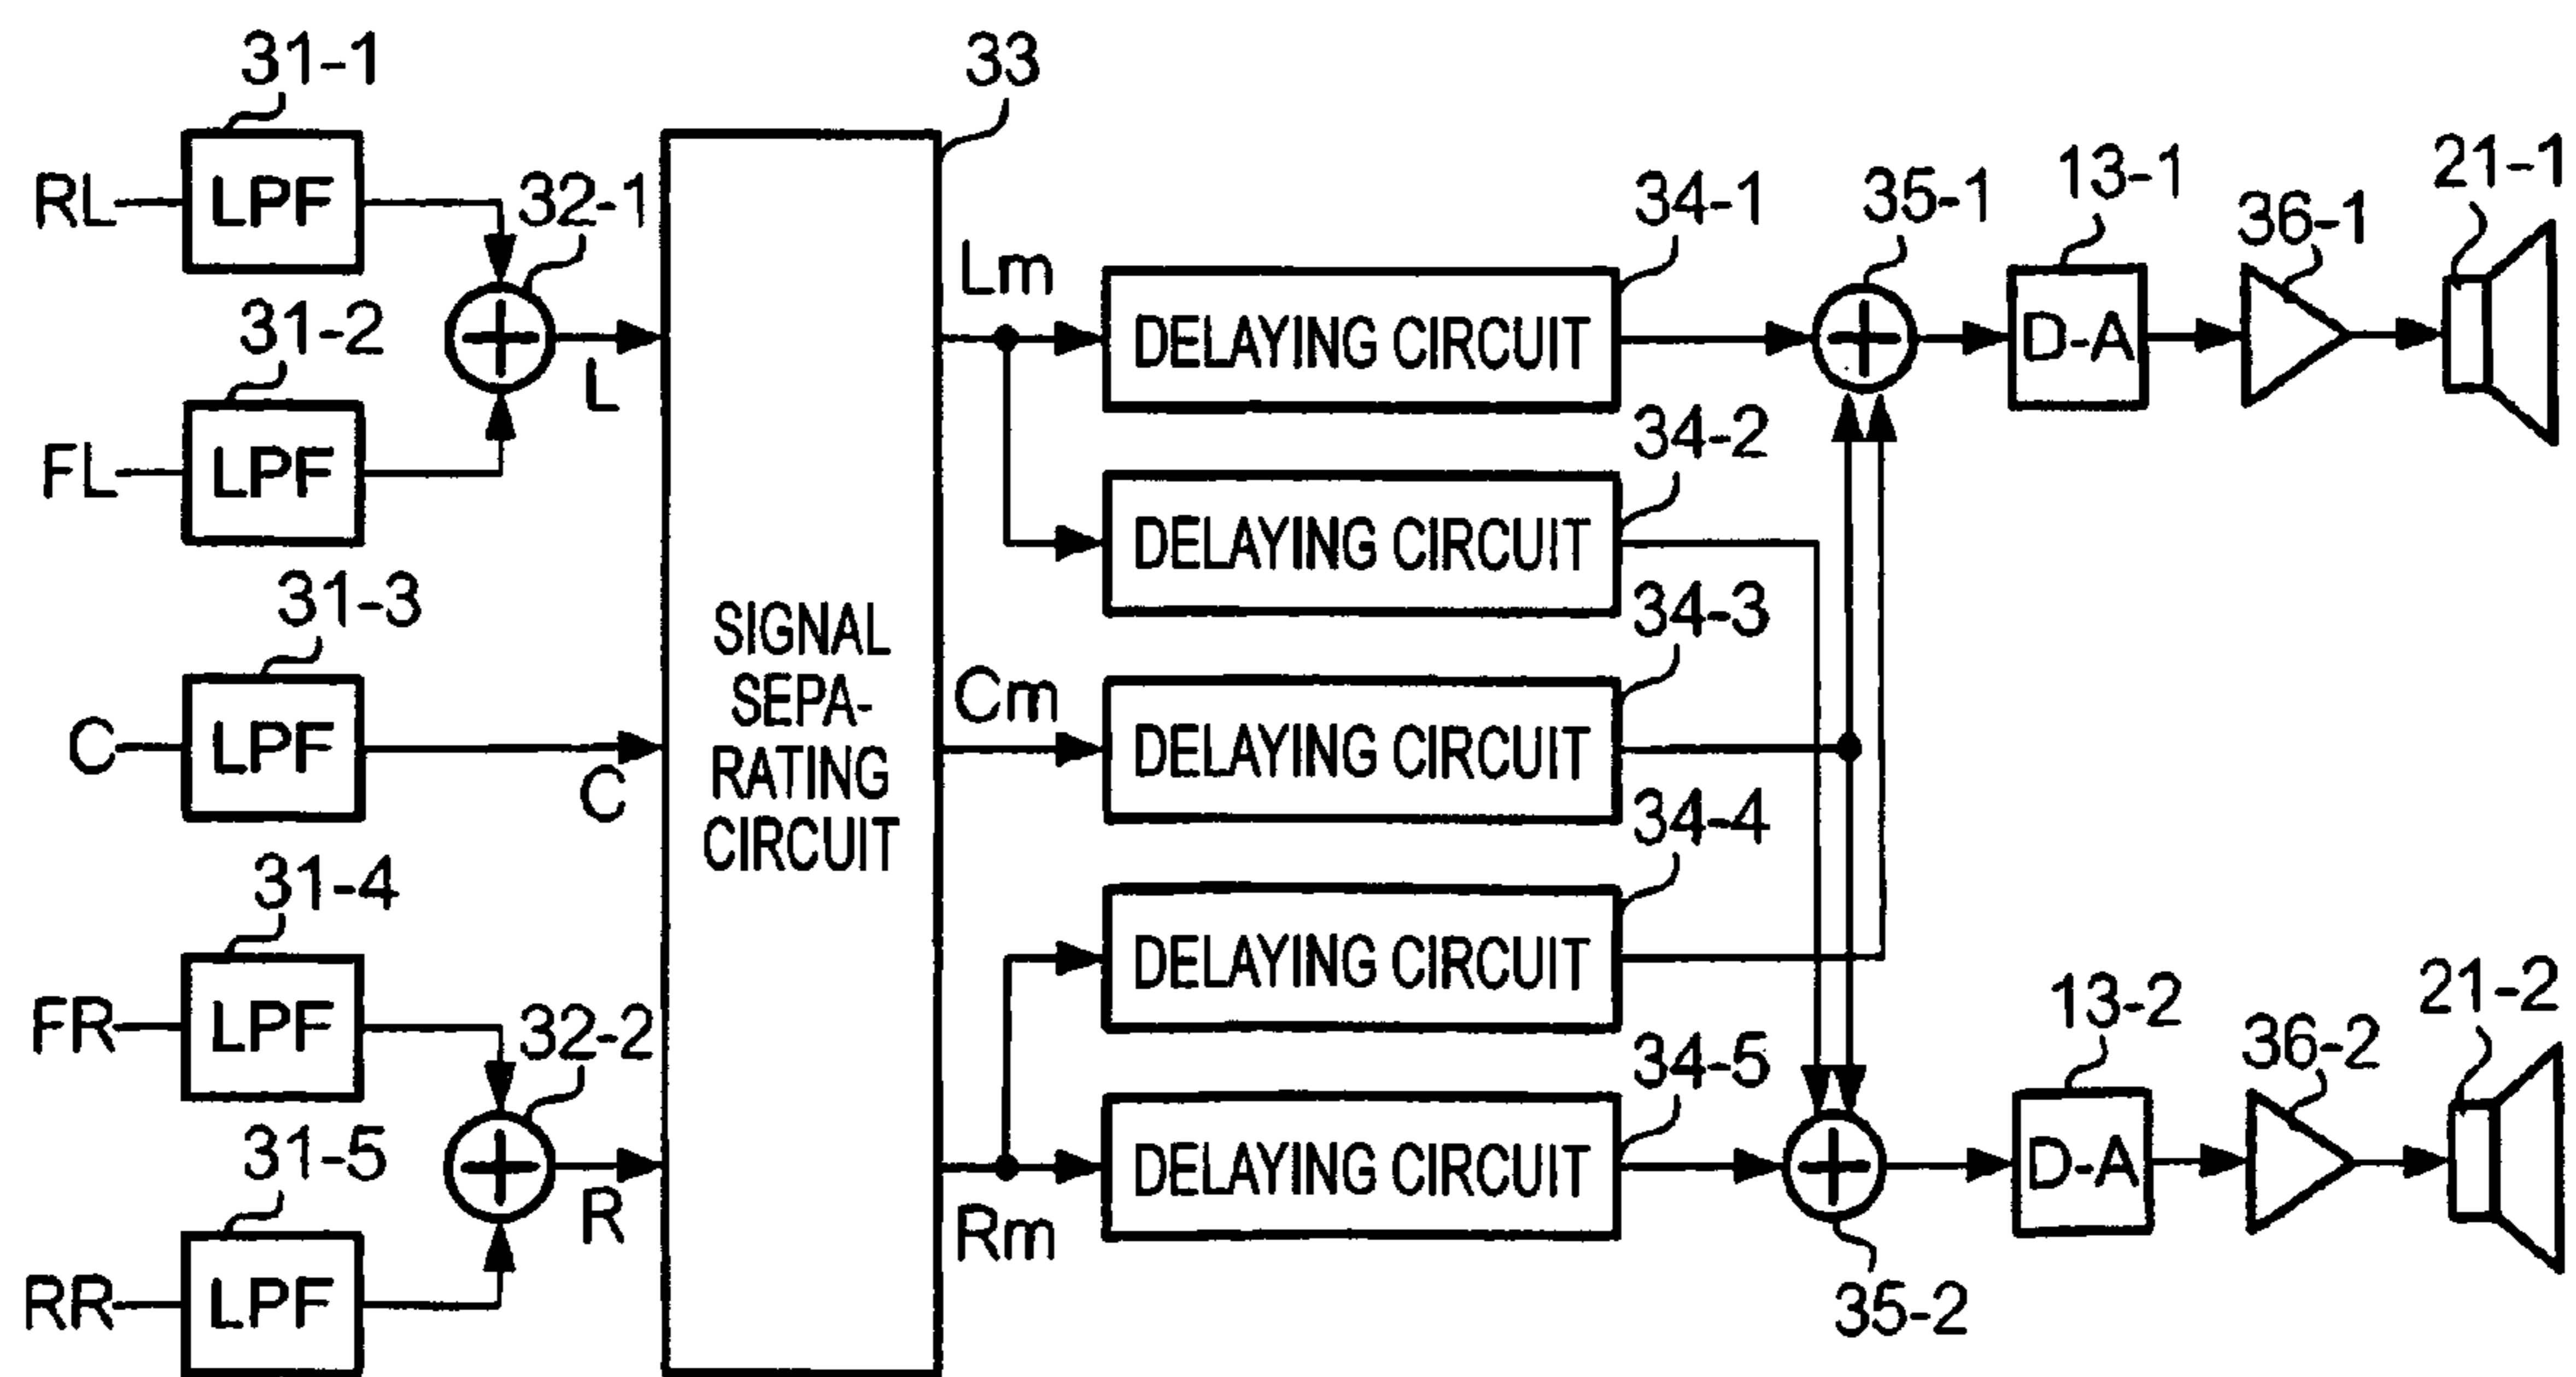 31-1
33
RL
LPF
32-1
L
31-2
FL
LPF
31-3
C
LPF
C
31-4
FR
LPF
32-2
R
31-5
RR
LPF
SIGNAL
SEPA-
RATING
CIRCUIT
Lm
Cm
Rm
34-1
DELAYING CIRCUIT
34-2
DELAYING CIRCUIT
34-3
DELAYING CIRCUIT
34-4
DELAYING CIRCUIT
34-5
DELAYING CIRCUIT
35-1
13-1
D-A
36-1
21-1
35-2
13-2
D-A
36-2
21-2